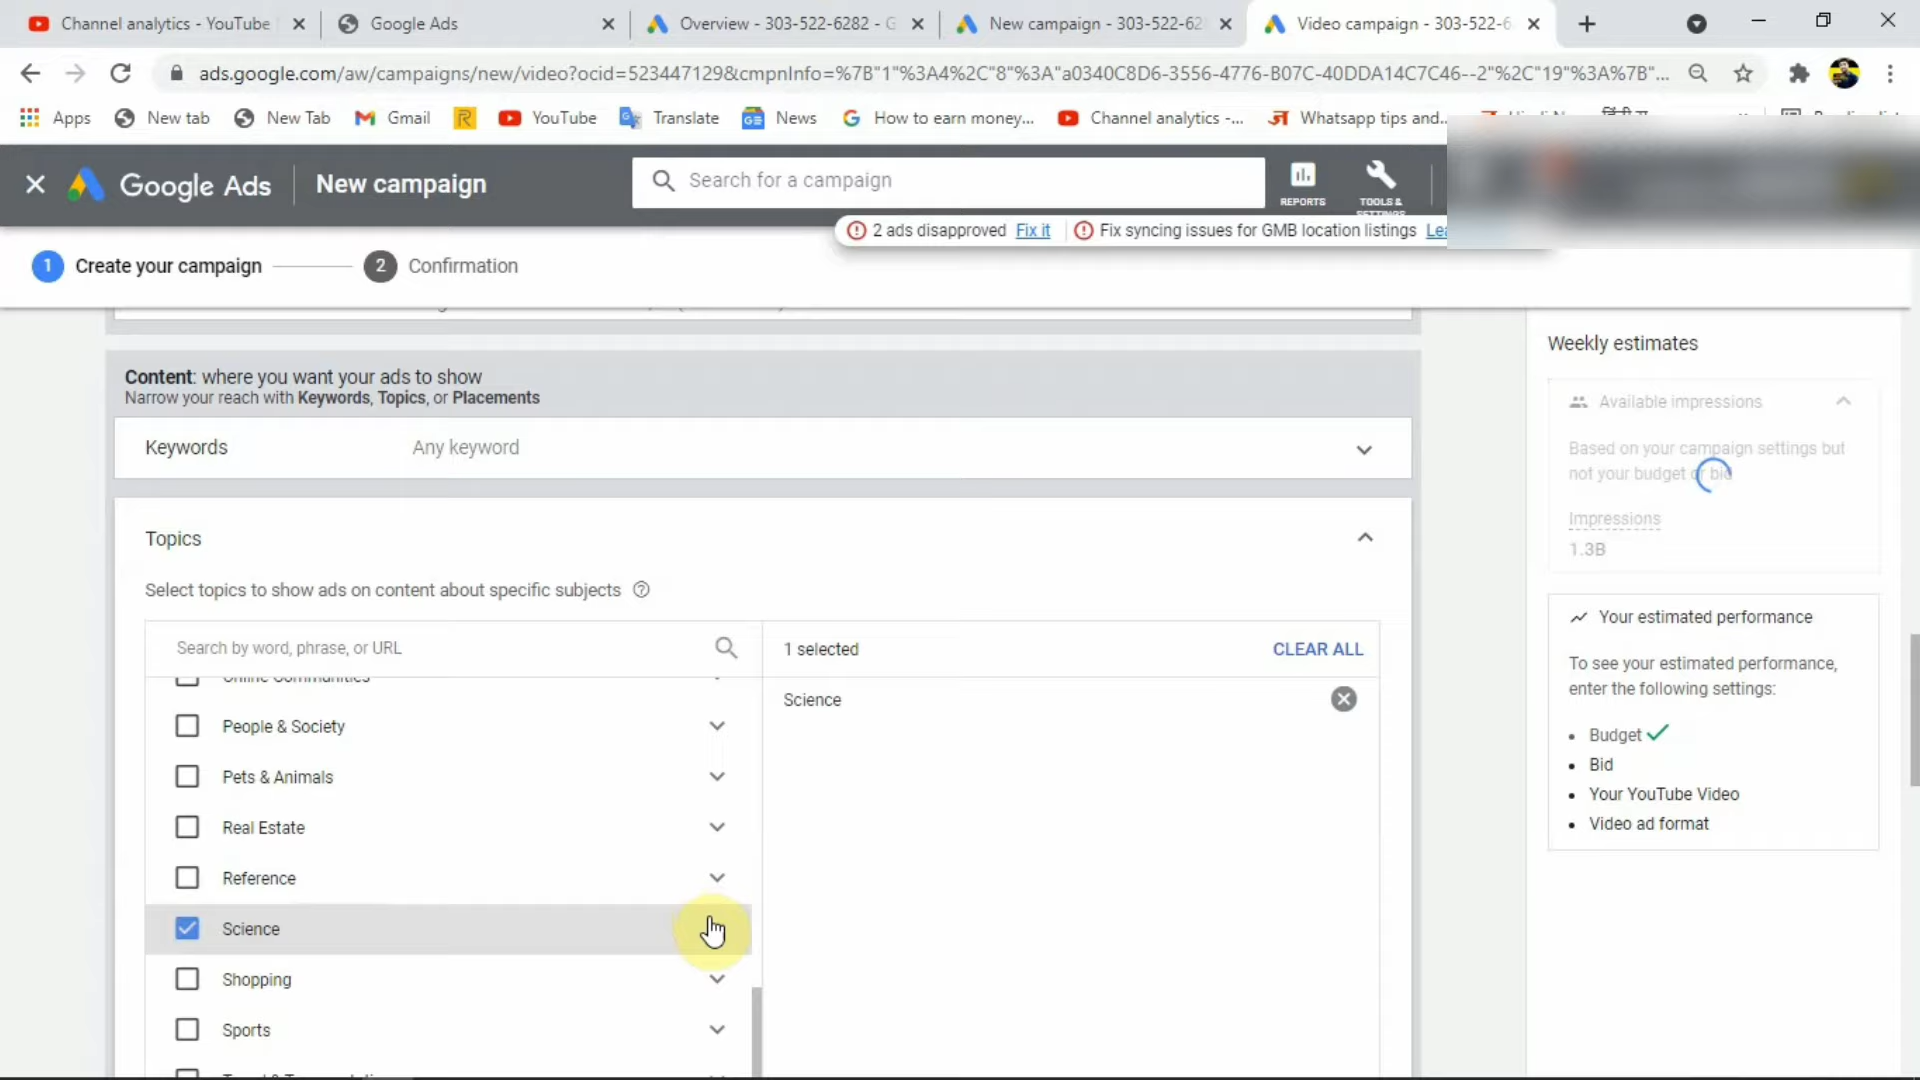 Channel analytics - YouTube
Google Ads
Overview - 303-522-6282 - G
New campaign - 303-522-62
Video campaign - 303-522-6
ads.google.com/aw/campaigns/new/video?ocid=523447129&cmpnInfo=%7B"1"%3A4%2C"8"%3A"a0340C8D6-3556-4776-B07C-40DDA14C7C46--2"%2C"19"%3A%7B"...
Apps
New tab
New Tab
Gmail
YouTube
Translate
News
How to earn money...
Channel analytics -...
Whatsapp tips and...
Google Ads
New campaign
Search for a campaign
REPORTS
TOOLS &
SETTINGS
2 ads disapproved Fix it
Fix syncing issues for GMB location listings Lea
1 Create your campaign
2 Confirmation
Content: where you want your ads to show
Narrow your reach with Keywords, Topics, or Placements
Keywords
Any keyword
Topics
Select topics to show ads on content about specific subjects
Search by word, phrase, or URL
1 selected
CLEAR ALL
Online Communities
People & Society
Pets & Animals
Real Estate
Reference
Science
Shopping
Sports
Science
Weekly estimates
Available impressions
Based on your campaign settings but
not your budget or bid
Impressions
1.3B
Your estimated performance
To see your estimated performance,
enter the following settings:
Budget
Bid
Your YouTube Video
Video ad format